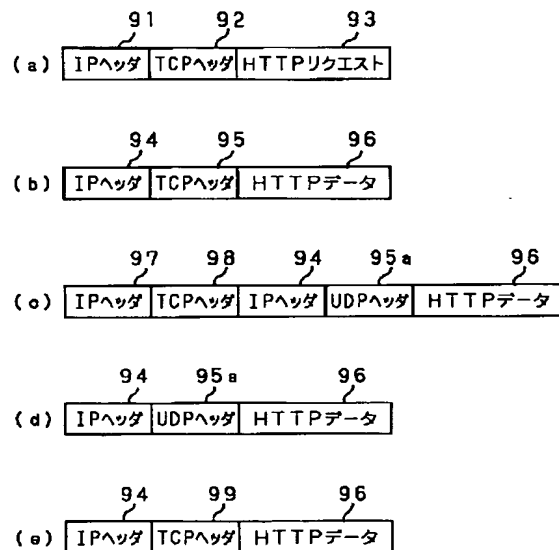 91 92 93
(a) IPヘッダ TCPヘッダ HTTPリクエスト
94 95 96
(b) IPヘッダ TCPヘッダ HTTPデータ
97 98 94 95a 96
(c) IPヘッダ TCPヘッダ IPヘッダ UDPヘッダ HTTPデータ
94 95a 96
(d) IPヘッダ UDPヘッダ HTTPデータ
94 99 96
(e) IPヘッダ TCPヘッダ HTTPデータ